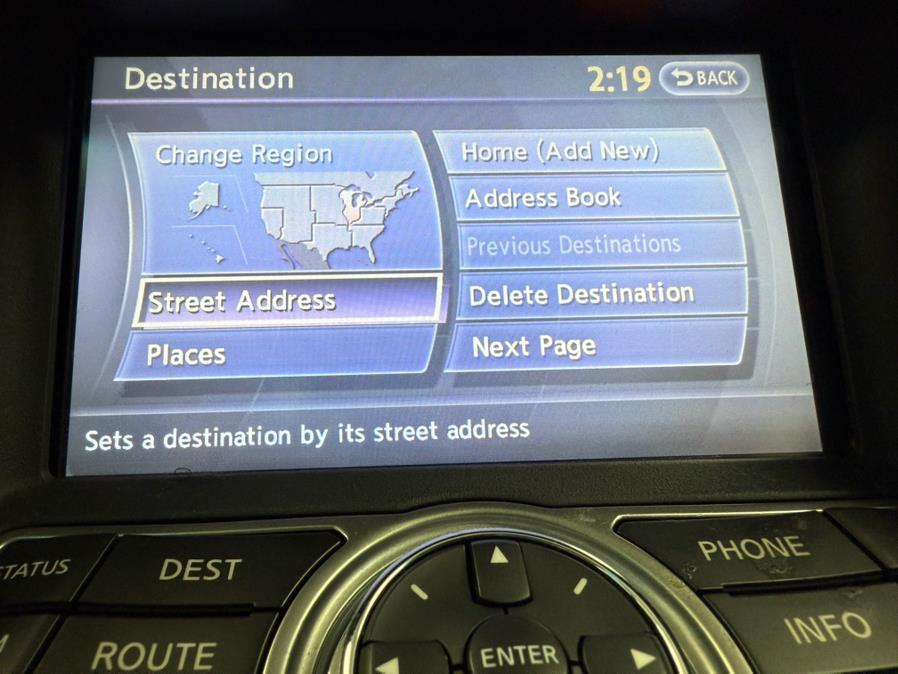 Destination
2:19
BACK
Change Region
Home (Add New)
Address Book
Previous Destinations
Street Address
Delete Destination
Places
Next Page
Sets a destination by its street address
STATUS
DEST
PHONE
ROUTE
ENTER
INFO